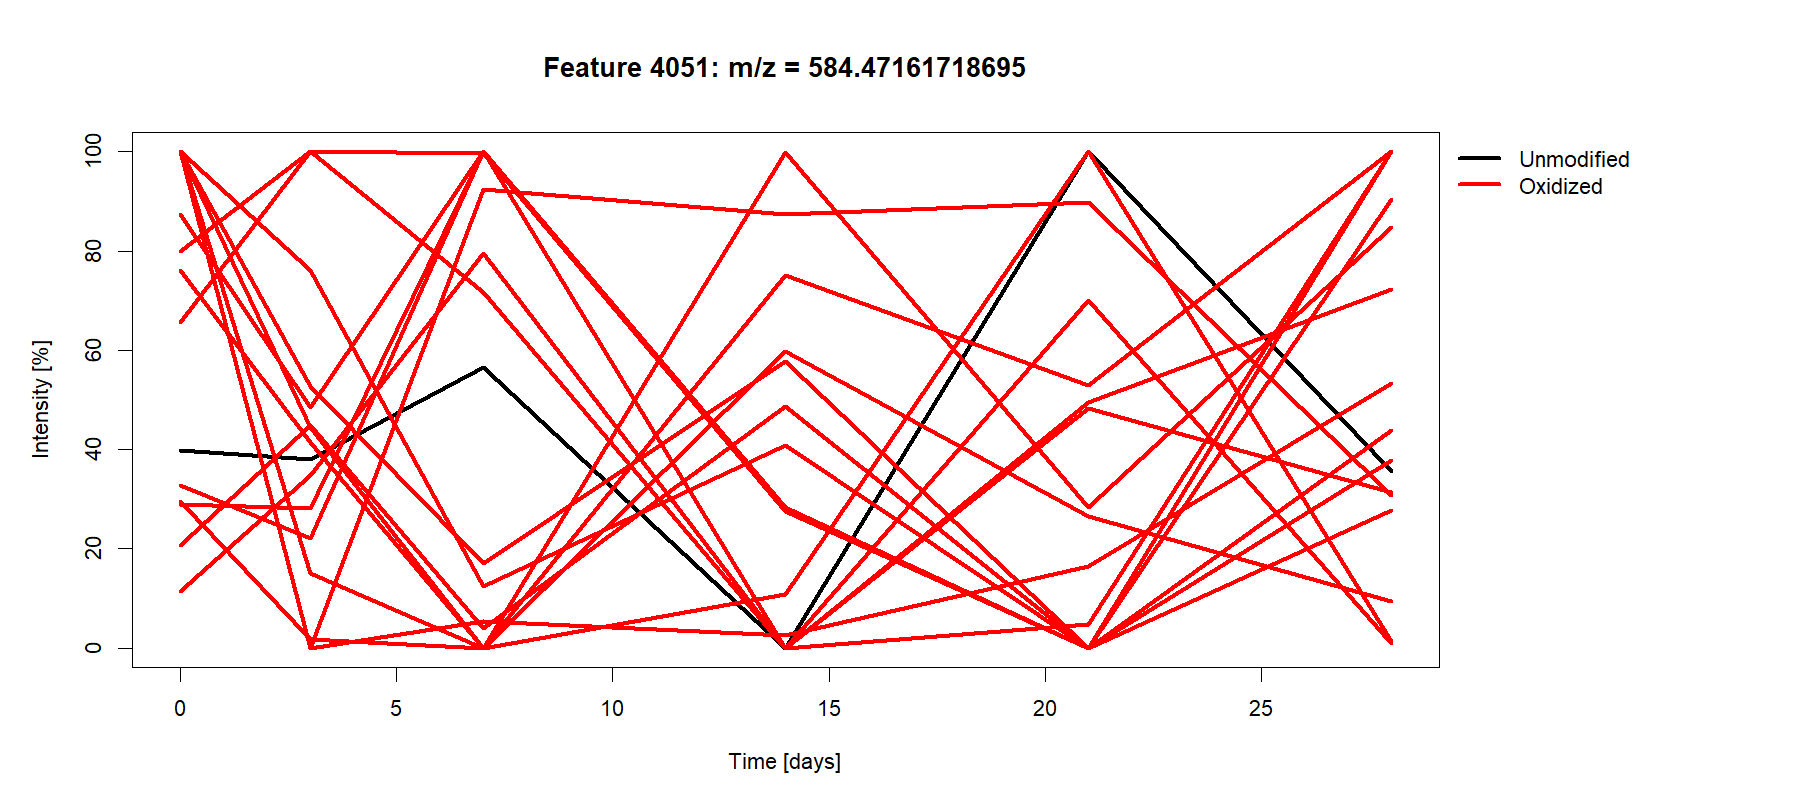 Feature 4051: m/z = 584.47161718695
Unmodified
Oxidized
Intensity [%]
100
80
60
40
20
0
0 5 10 15 20 25
Time [days]